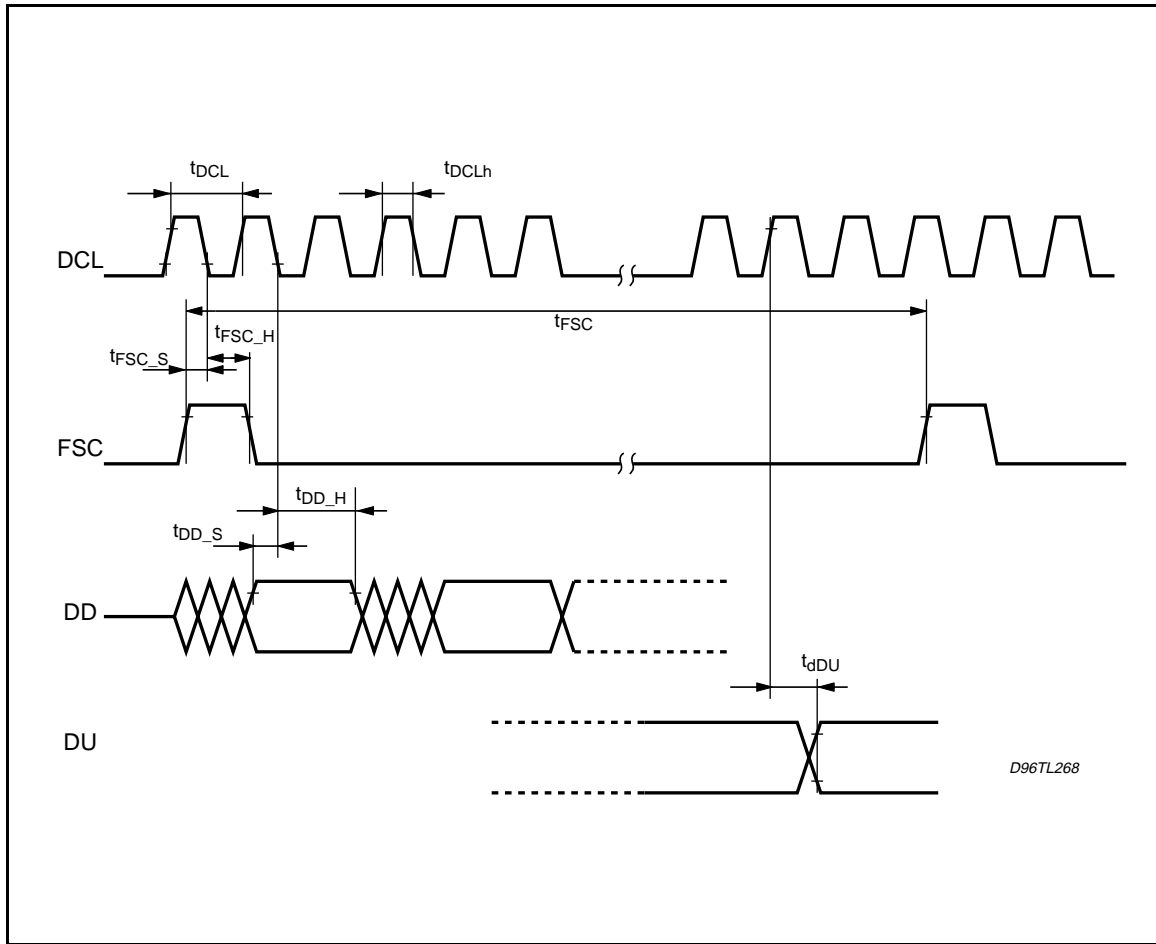 tDCL
tDCLh
DCL
tFSC
tFSC_H
tFSC_S
FSC
tDD_H
tDD_S
DD
tdDU
DU
D96TL268